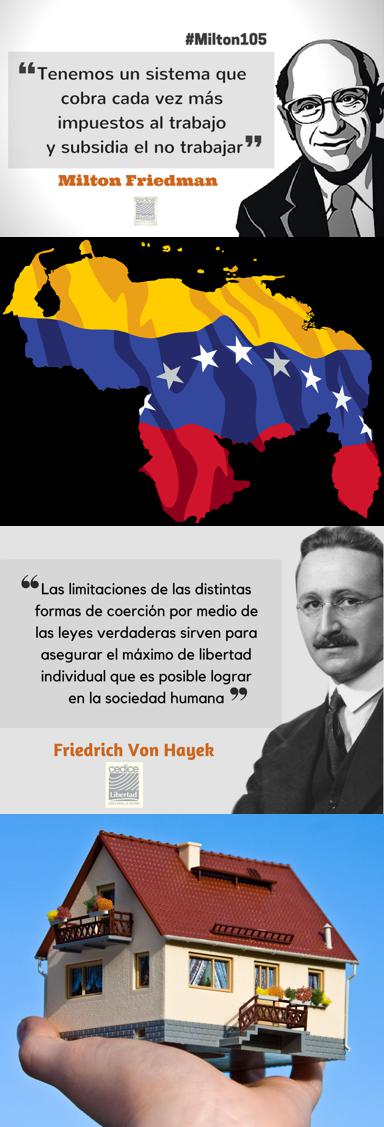 #Milton105
“Tenemos un sistema que
cobra cada vez más
impuestos al trabajo
y subsidia el no trabajar”
Milton Friedman
“Las limitaciones de las distintas
formas de coerción por medio de
las leyes verdaderas sirven para
asegurar el máximo de libertad
individual que es posible lograr
en la sociedad humana”
Friedrich Von Hayek
cedice
Libertad